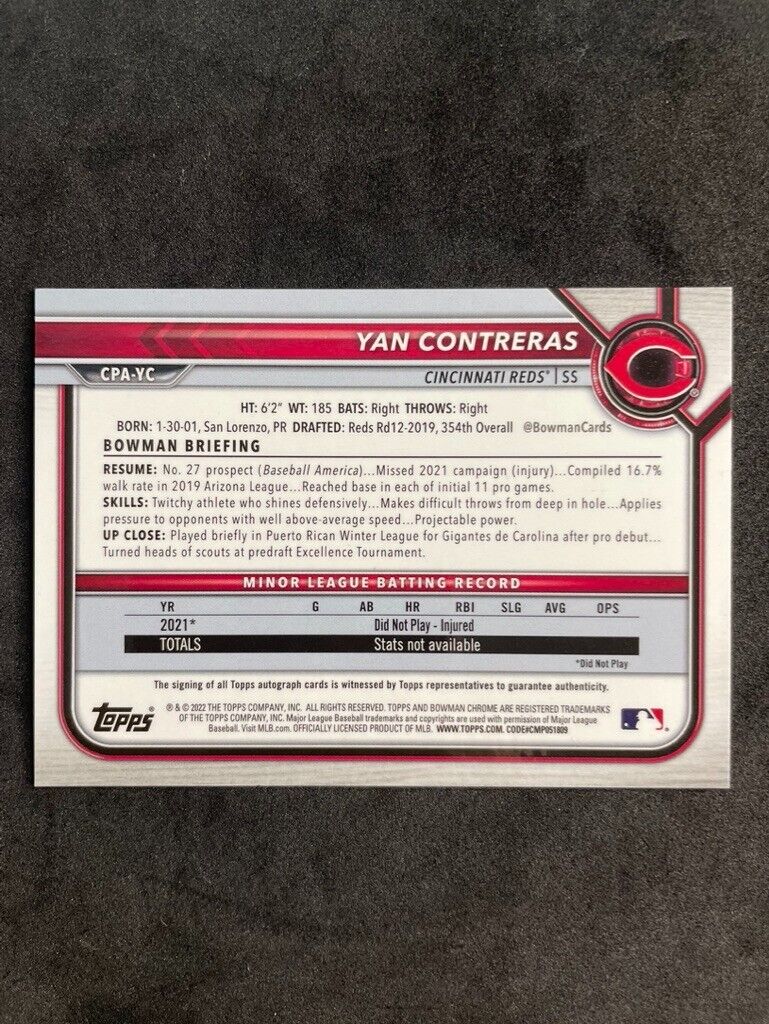 YAN CONTRERAS
CPA-YC
CINCINNATI REDS® | SS
HT: 6'2" WT: 185 BATS: Right THROWS: Right
BORN: 1-30-01, San Lorenzo, PR DRAFTED: Reds Rd12-2019, 354th Overall @BowmanCards
BOWMAN BRIEFING
RESUME: No. 27 prospect (Baseball America)...Missed 2021 campaign (injury)...Compiled 16.7%
walk rate in 2019 Arizona League...Reached base in each of initial 11 pro games.
SKILLS: Twitchy athlete who shines defensively...Makes difficult throws from deep in hole...Applies
pressure to opponents with well above-average speed...Projectable power.
UP CLOSE: Played briefly in Puerto Rican Winter League for Gigantes de Carolina after pro debut...
Turned heads of scouts at predraft Excellence Tournament.
MINOR LEAGUE BATTING RECORD
YR G AB HR RBI SLG AVG OPS
2021* Did Not Play - Injured
TOTALS Stats not available
*Did Not Play
The signing of all Topps autograph cards is witnessed by Topps representatives to guarantee authenticity.
TOPPS®
® & © 2022 THE TOPPS COMPANY, INC. ALL RIGHTS RESERVED. TOPPS AND BOWMAN CHROME ARE REGISTERED TRADEMARKS
OF THE TOPPS COMPANY, INC. Major League Baseball trademarks and copyrights are used with permission of Major League
Baseball. Visit MLB.com. OFFICIALLY LICENSED PRODUCT OF MLB. WWW.TOPPS.COM. CODE#CMP051809